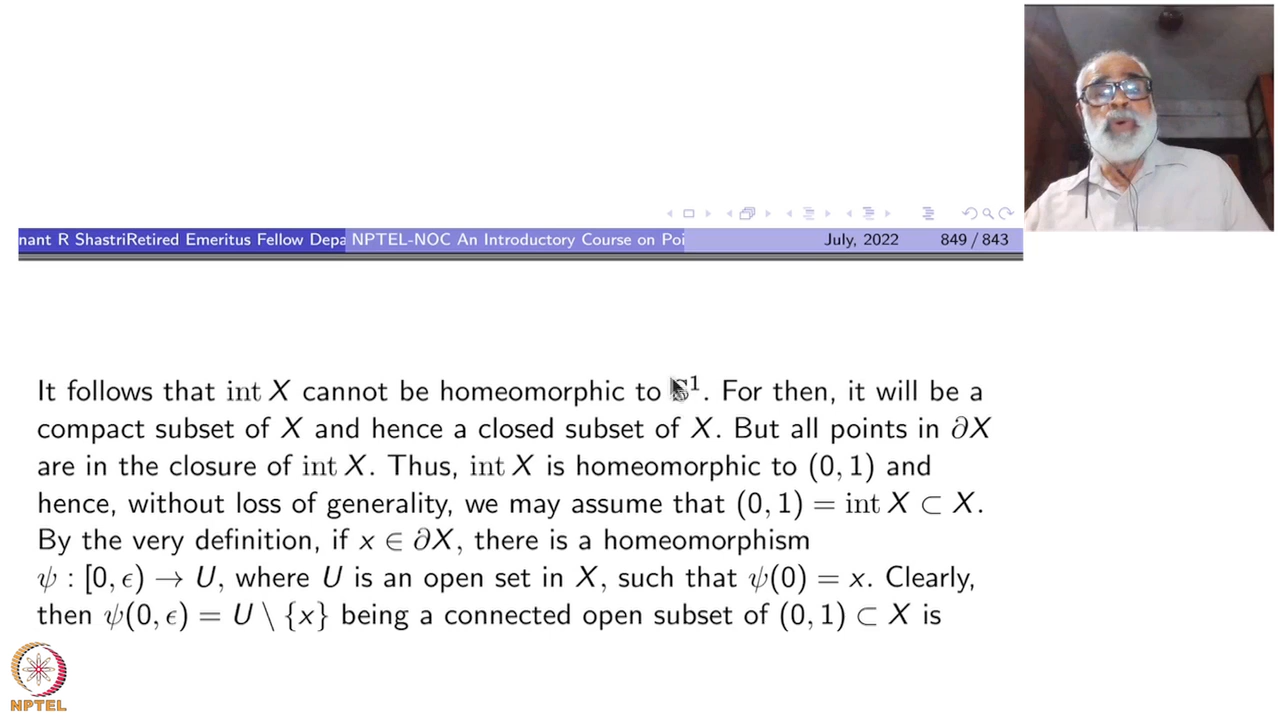 nant R ShastriRetired Emeritus Fellow Depa NPTEL-NOC An Introductory Course on Poi July, 2022 849 / 843
It follows that int X cannot be homeomorphic to 𝕊¹. For then, it will be a
compact subset of X and hence a closed subset of X. But all points in ∂X
are in the closure of int X. Thus, int X is homeomorphic to (0, 1) and
hence, without loss of generality, we may assume that (0, 1) = int X ⊂ X.
By the very definition, if x ∈ ∂X, there is a homeomorphism
ψ : [0, ϵ) → U, where U is an open set in X, such that ψ(0) = x. Clearly,
then ψ(0, ϵ) = U \ {x} being a connected open subset of (0, 1) ⊂ X is
NPTEL